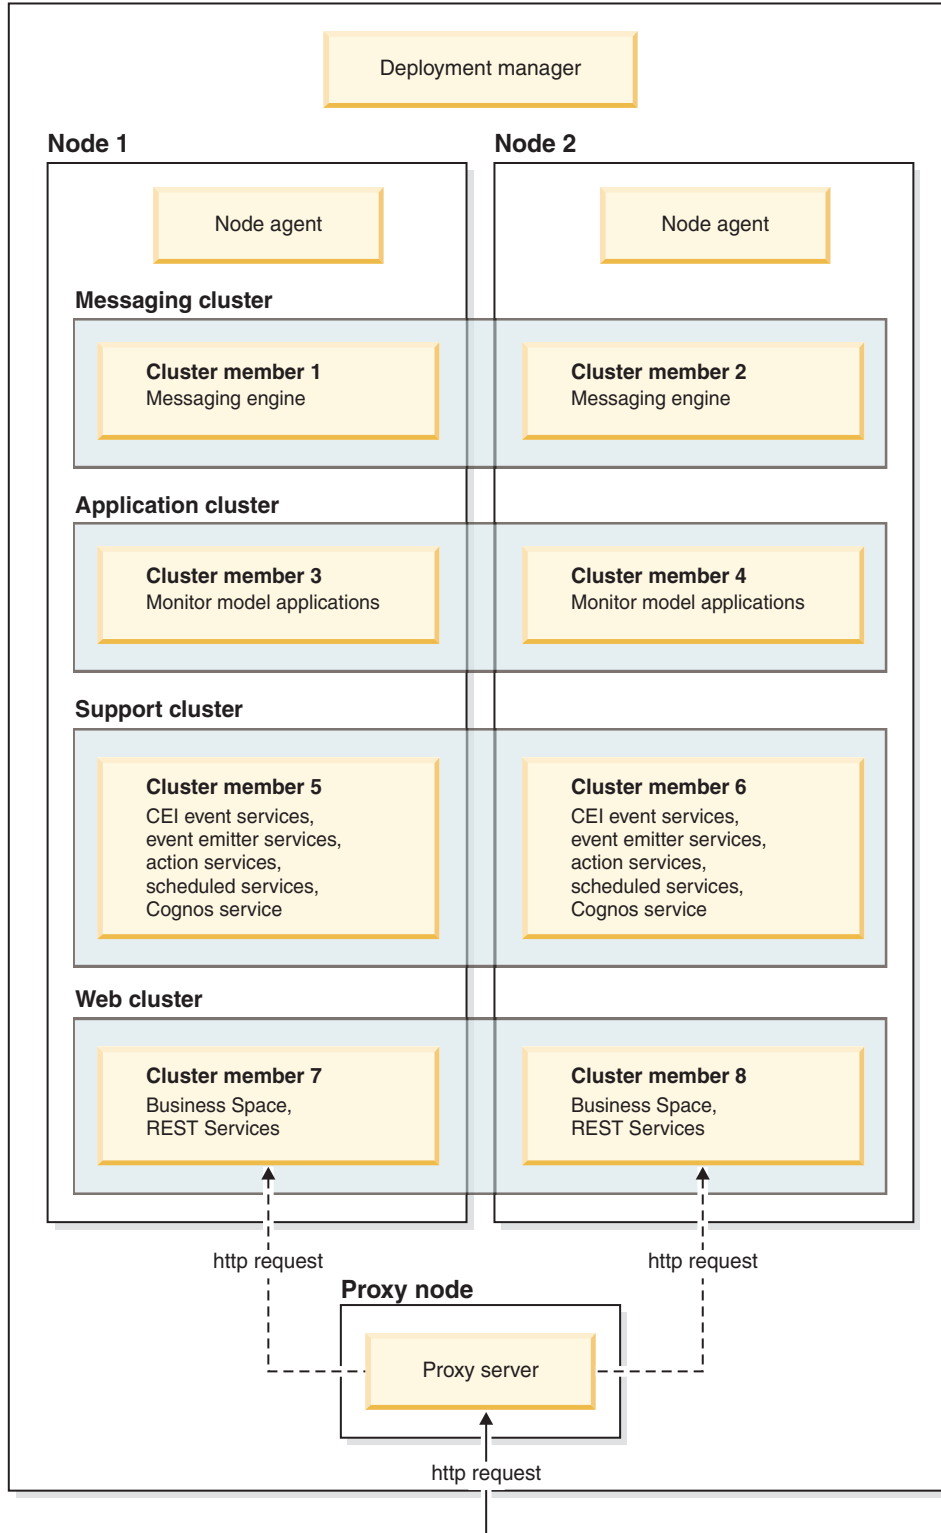 Deployment manager
Node 1
Node 2
Node agent
Node agent
Messaging cluster
Cluster member 1
Messaging engine
Cluster member 2
Messaging engine
Application cluster
Cluster member 3
Monitor model applications
Cluster member 4
Monitor model applications
Support cluster
Cluster member 5
CEI event services,
event emitter services,
action services,
scheduled services,
Cognos service
Cluster member 6
CEI event services,
event emitter services,
action services,
scheduled services,
Cognos service
Web cluster
Cluster member 7
Business Space,
REST Services
Cluster member 8
Business Space,
REST Services
http request
http request
Proxy node
Proxy server
http request